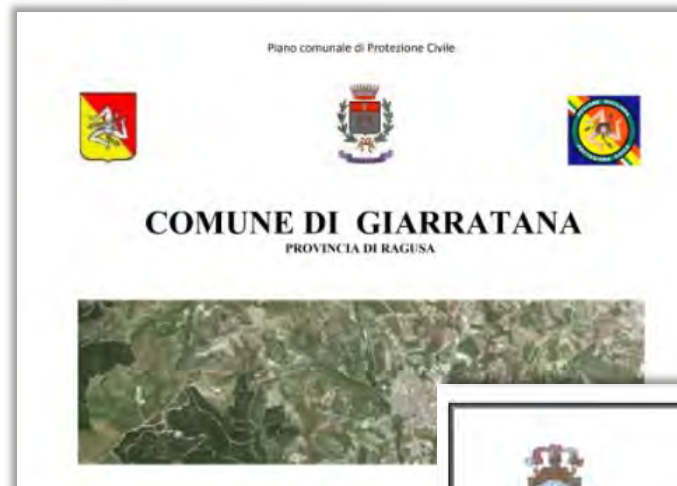 Piano comunale di Protezione Civile
COMUNE DI GIARRATANA
PROVINCIA DI RAGUSA